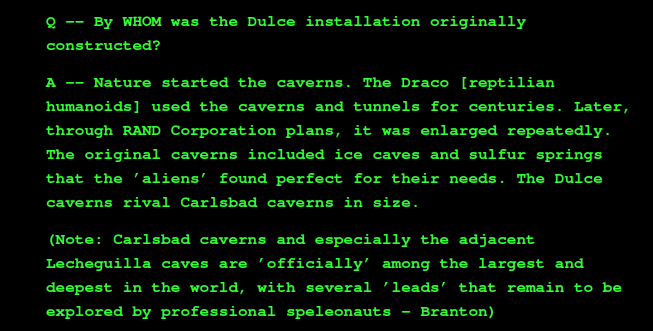 Q -- By WHOM was the Dulce installation originally
constructed?
A -- Nature started the caverns. The Draco [reptilian
humanoids] used the caverns and tunnels for centuries. Later,
through RAND Corporation plans, it was enlarged repeatedly.
The original caverns included ice caves and sulfur springs
that the 'aliens' found perfect for their needs. The Dulce
caverns rival Carlsbad caverns in size.
(Note: Carlsbad caverns and especially the adjacent
Lecheguilla caves are 'officially' among the largest and
deepest in the world, with several 'leads' that remain to be
explored by professional speleonauts - Branton)